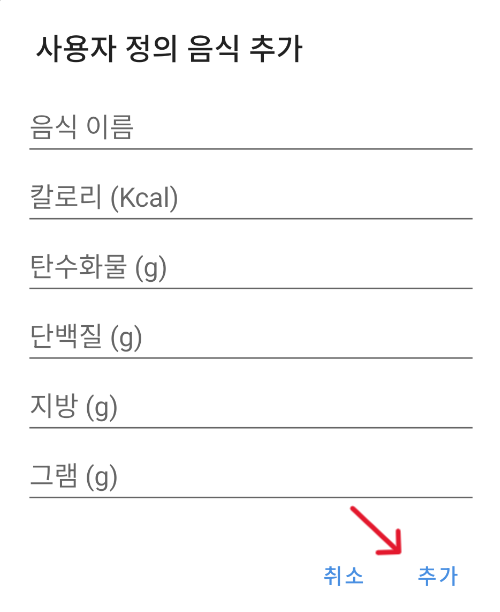 사용자 정의 음식 추가
음식 이름
칼로리 (Kcal)
탄수화물 (g)
단백질 (g)
지방 (g)
그램 (g)
취소 추가